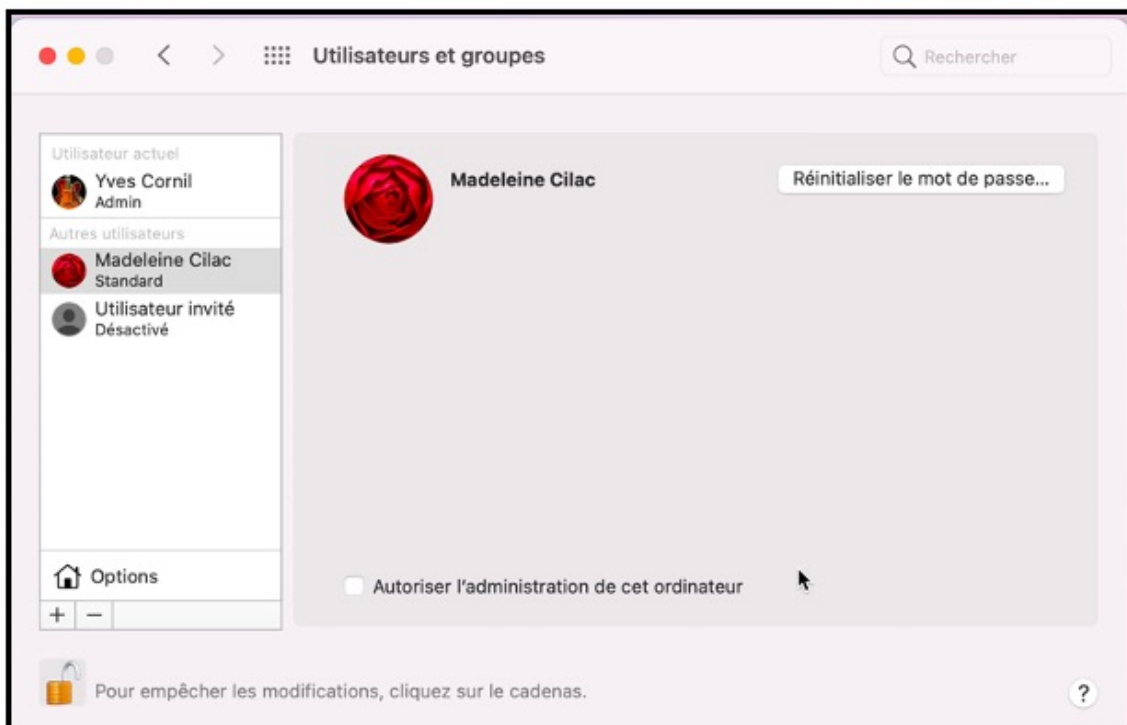 Utilisateurs et groupes
Rechercher
Utilisateur actuel
Yves Cornil
Admin
Autres utilisateurs
Madeleine Cilac
Standard
Utilisateur invité
Désactivé
Options
+ −
Madeleine Cilac
Réinitialiser le mot de passe...
Autoriser l’administration de cet ordinateur
Pour empêcher les modifications, cliquez sur le cadenas.
?